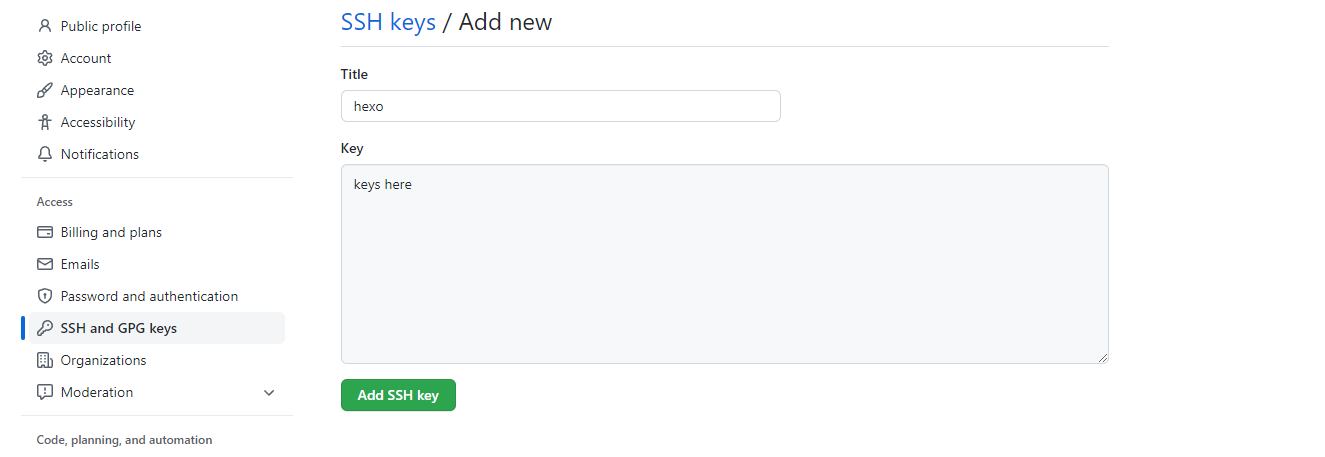 Public profile
Account
Appearance
Accessibility
Notifications
Access
Billing and plans
Emails
Password and authentication
SSH and GPG keys
Organizations
Moderation
Code, planning, and automation
SSH keys / Add new
Title
hexo
Key
keys here
Add SSH key